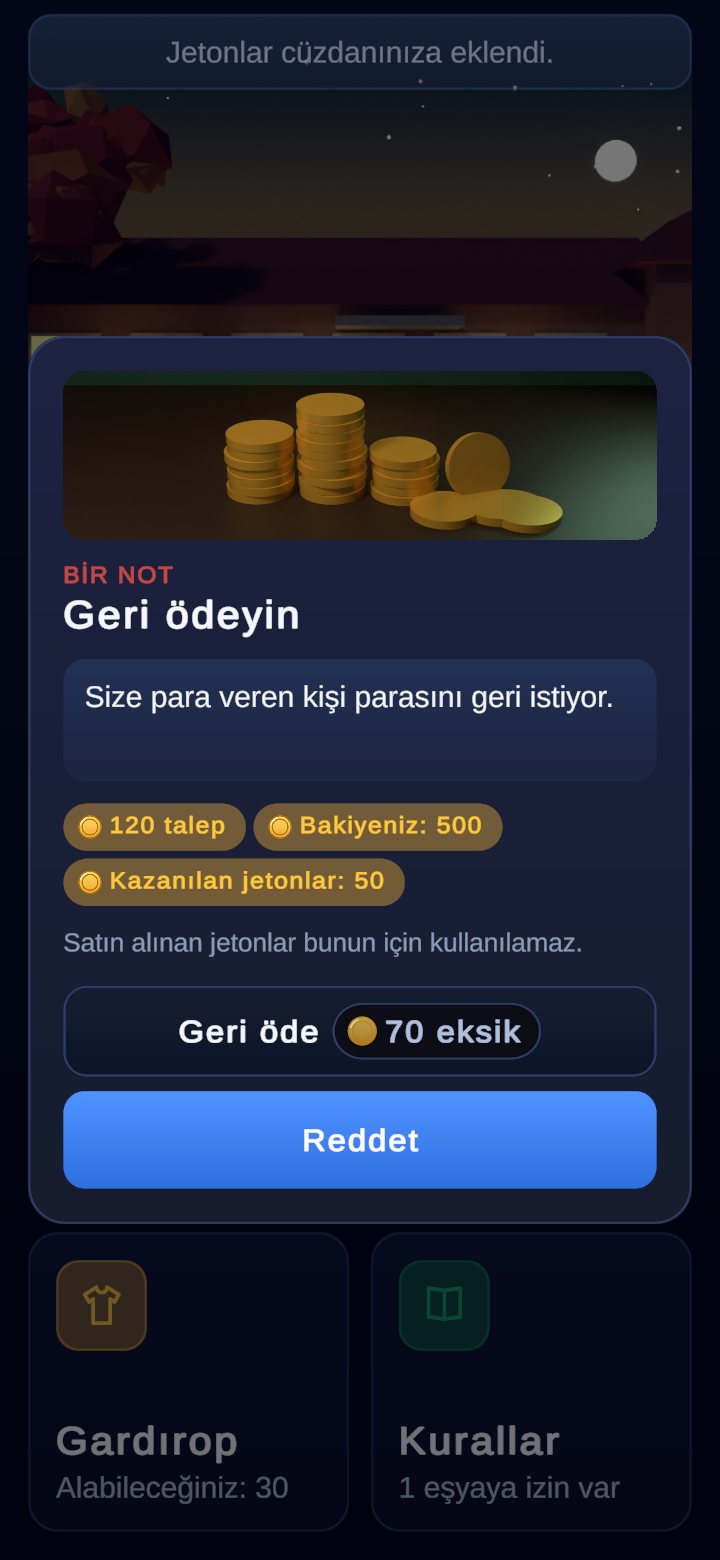 Jetonlar cüzdanınıza eklendi.
BİR NOT
Geri ödeyin
Size para veren kişi parasını geri istiyor.
120 talep
Bakiyeniz: 500
Kazanılan jetonlar: 50
Satın alınan jetonlar bunun için kullanılamaz.
Geri öde 70 eksik
Reddet
Gardırop
Alabileceğiniz: 30
Kurallar
1 eşyaya izin var